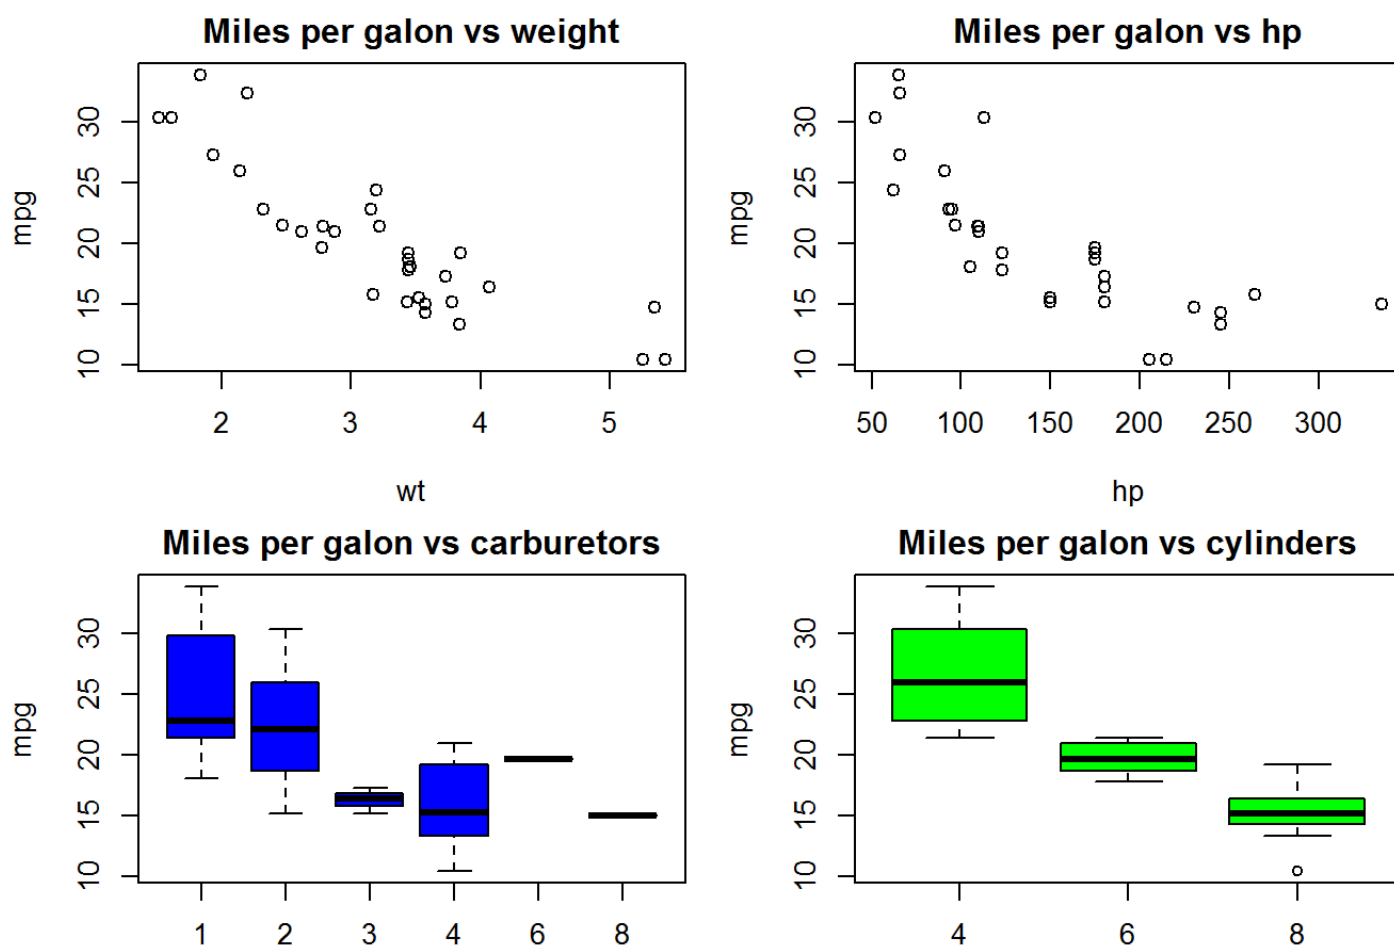 Miles per galon vs weight
mpg
30
25
20
15
10
2 3 4 5
wt
Miles per galon vs hp
mpg
30
25
20
15
10
50 100 150 200 250 300
hp
Miles per galon vs carburetors
mpg
30
25
20
15
10
1 2 3 4 6 8
Miles per galon vs cylinders
mpg
30
25
20
15
10
4 6 8